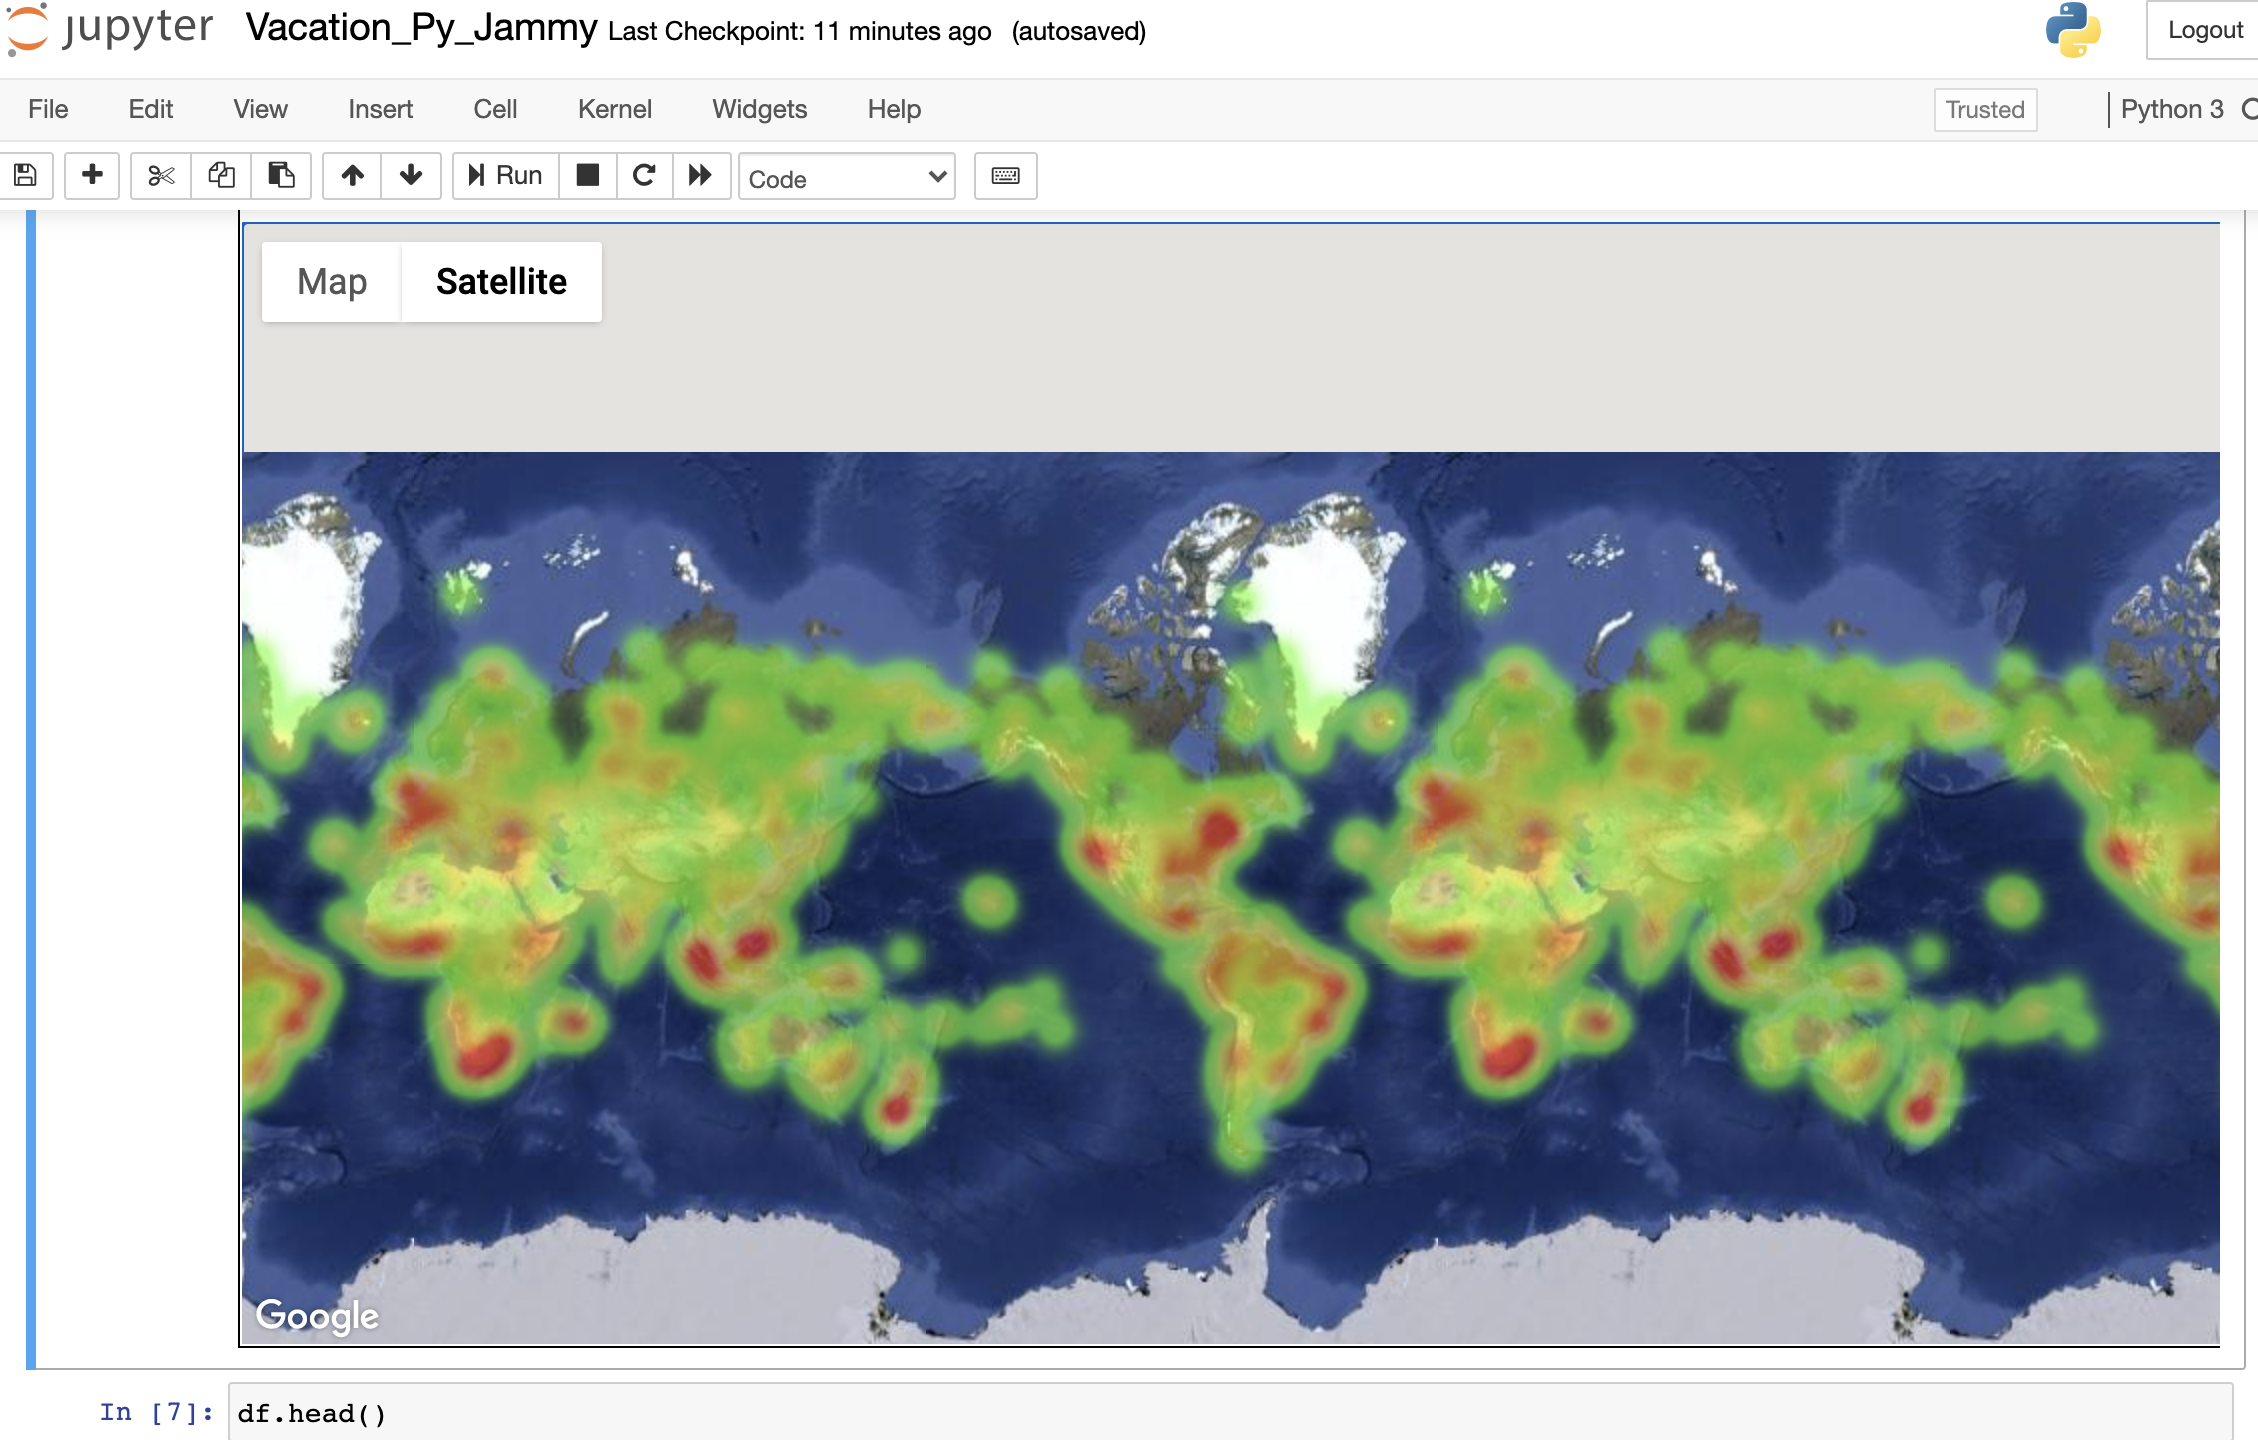 jupyter Vacation_Py_Jammy Last Checkpoint: 11 minutes ago (autosaved) Logout
File Edit View Insert Cell Kernel Widgets Help Trusted Python 3
Run Code
Map Satellite
Google
In [7]: df.head()